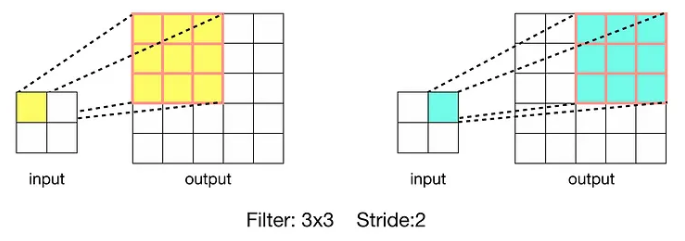 input output input output
Filter: 3x3 Stride:2